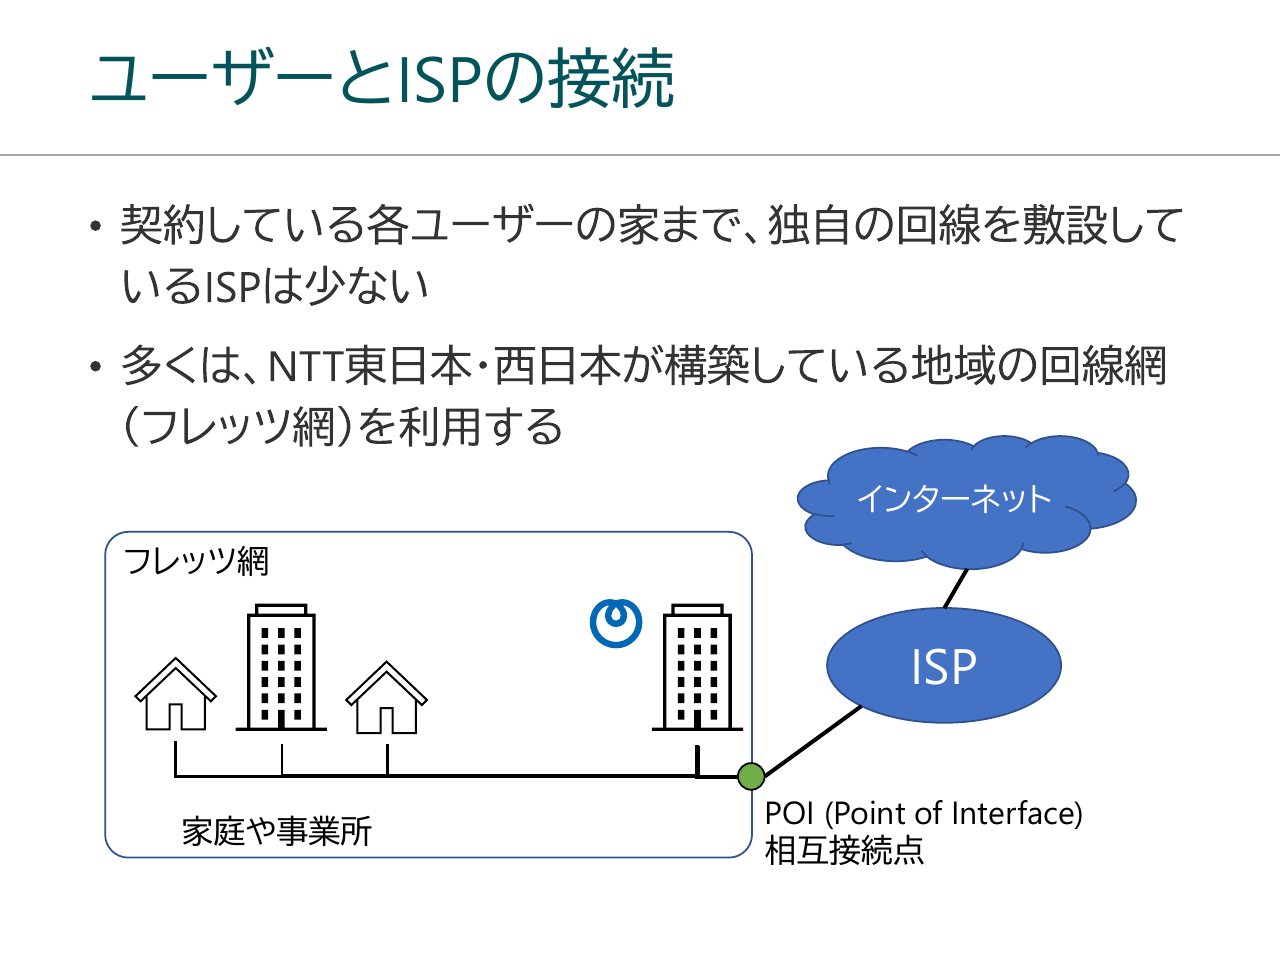 ユーザーとISPの接続
• 契約している各ユーザーの家まで、独自の回線を敷設して
いるISPは少ない
• 多くは、NTT東日本・西日本が構築している地域の回線網
（フレッツ網）を利用する
インターネット
フレッツ網
ISP
家庭や事業所
POI (Point of Interface)
相互接続点